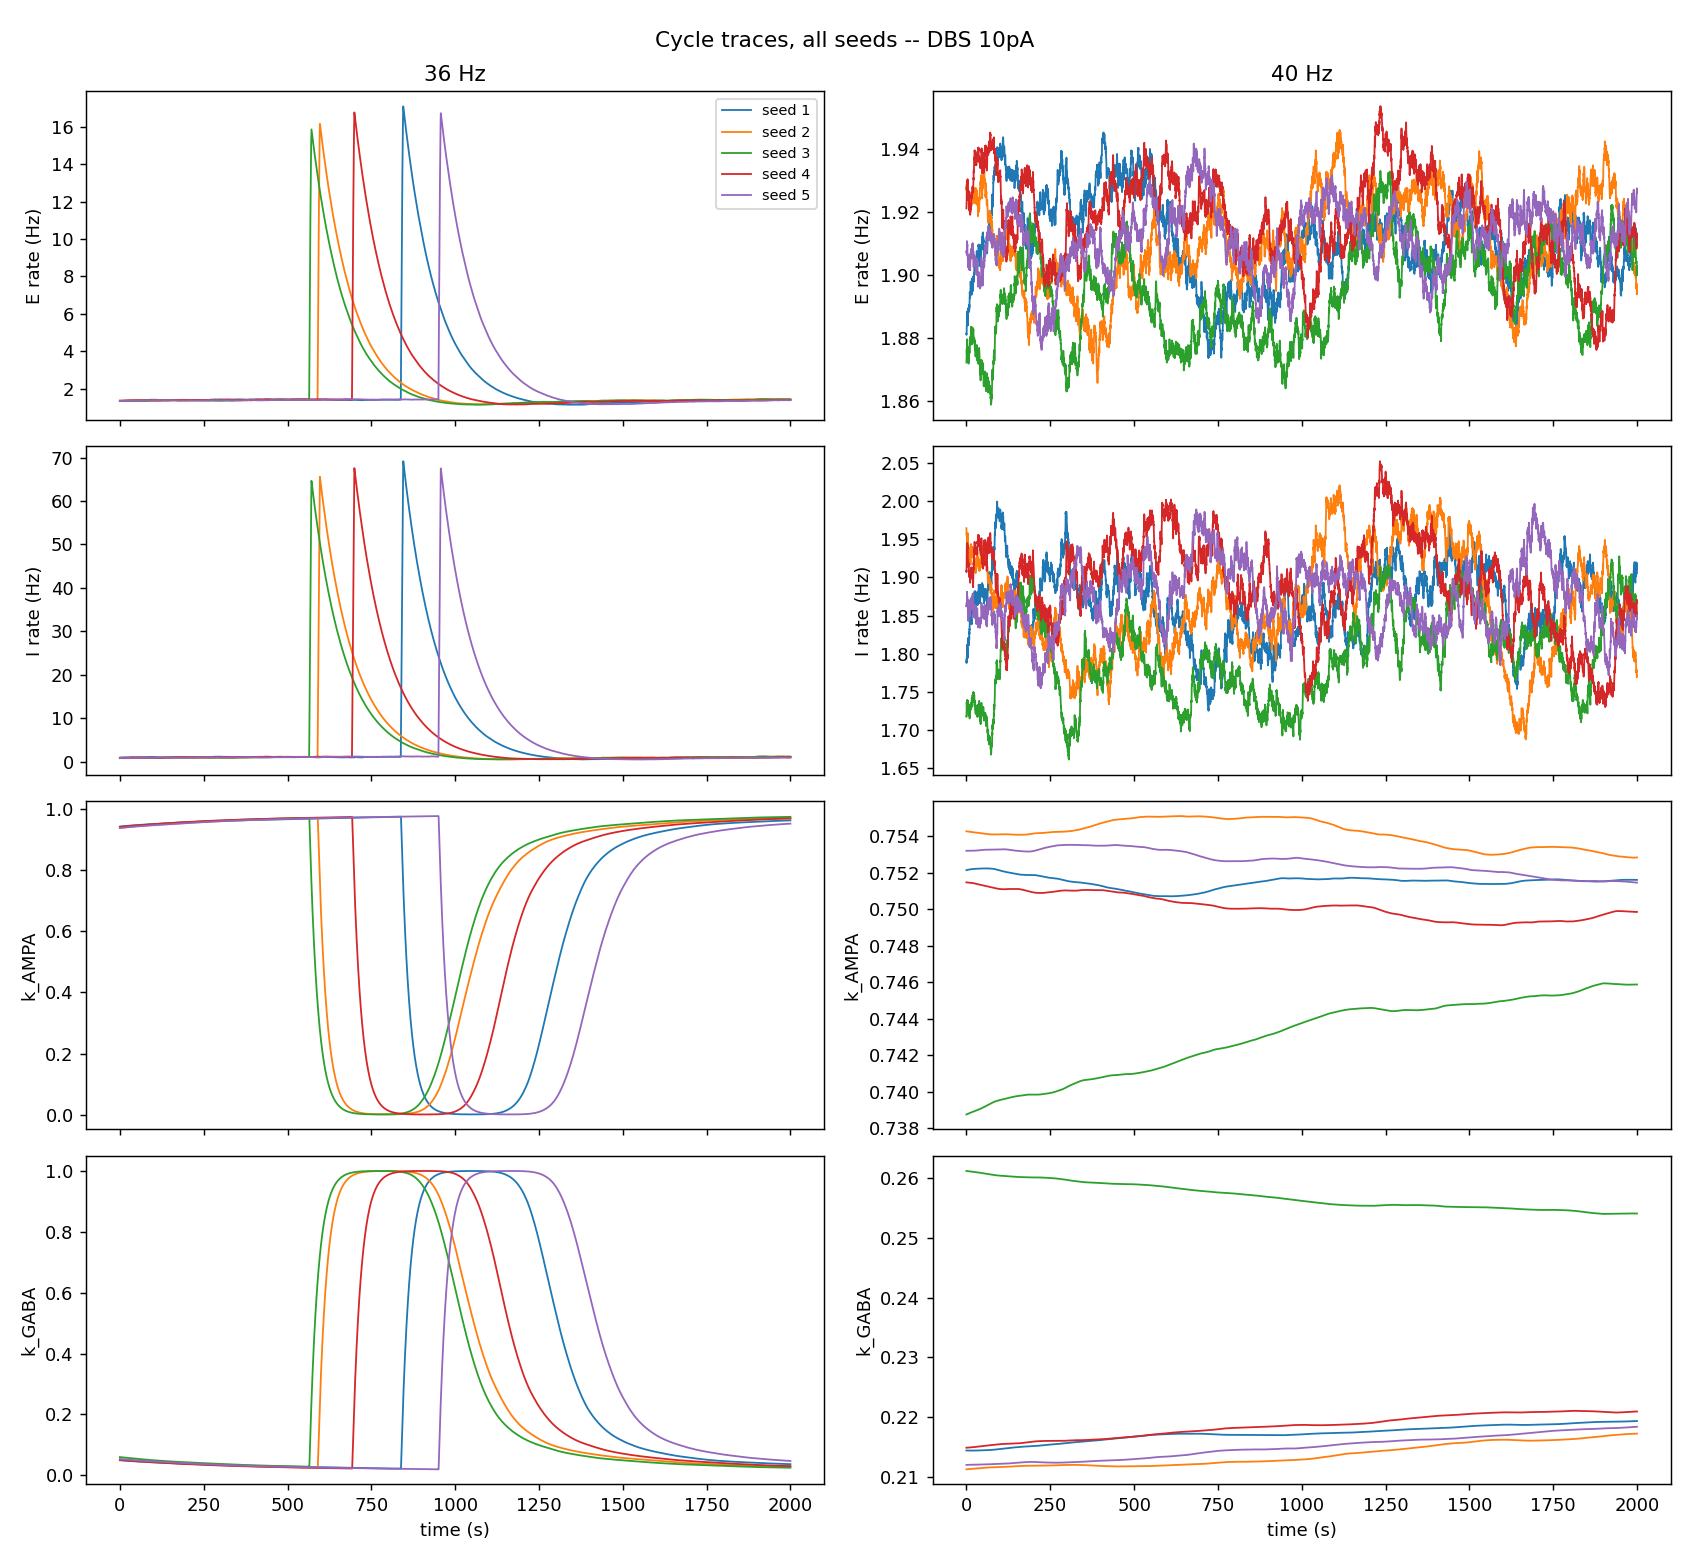 Cycle traces, all seeds -- DBS 10pA
36 Hz
40 Hz
E rate (Hz)
16
14
12
10
8
6
4
2
seed 1
seed 2
seed 3
seed 4
seed 5
E rate (Hz)
1.94
1.92
1.90
1.88
1.86
I rate (Hz)
70
60
50
40
30
20
10
0
I rate (Hz)
2.05
2.00
1.95
1.90
1.85
1.80
1.75
1.70
1.65
k_AMPA
1.0
0.8
0.6
0.4
0.2
0.0
k_AMPA
0.754
0.752
0.750
0.748
0.746
0.744
0.742
0.740
0.738
k_GABA
1.0
0.8
0.6
0.4
0.2
0.0
k_GABA
0.26
0.25
0.24
0.23
0.22
0.21
0 250 500 750 1000 1250 1500 1750 2000
time (s)
0 250 500 750 1000 1250 1500 1750 2000
time (s)